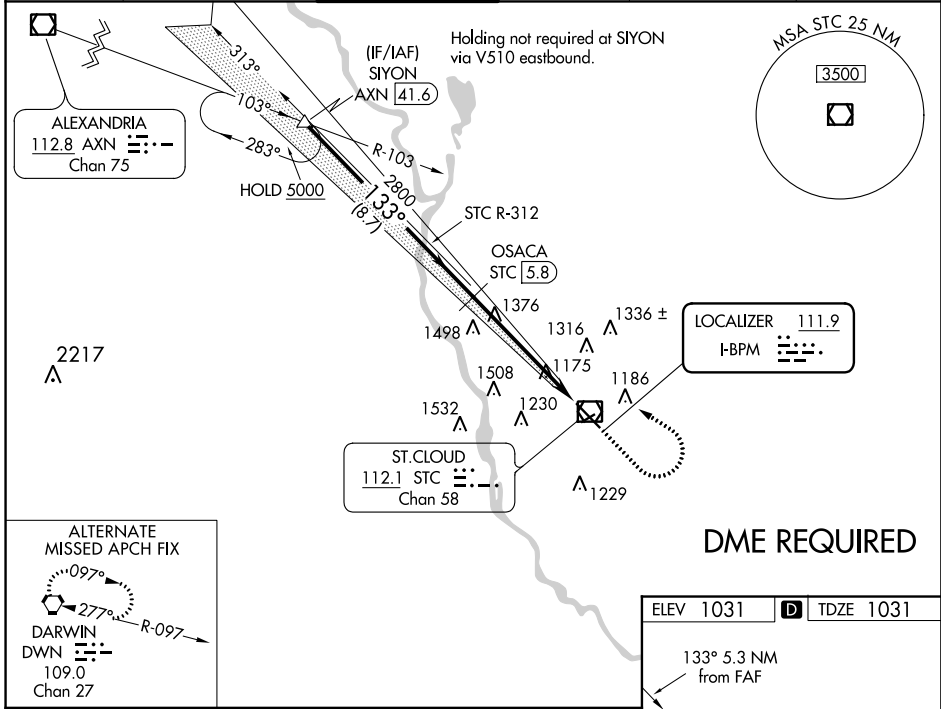 MSA STC 25 NM
3500
Holding not required at SIYON
via V510 eastbound.
(IF/IAF)
SIYON
AXN 41.6
313°
103°
283°
R-103
HOLD 5000
ALEXANDRIA
112.8 AXN
Chan 75
2800
133°
(8.7)
STC R-312
OSACA
STC 5.8
1376
1498
1316
1336 ±
LOCALIZER 111.9
I-BPM
2217
1175
1508
1186
1532
1230
ST.CLOUD
112.1 STC
Chan 58
1229
DME REQUIRED
ALTERNATE
MISSED APCH FIX
097°
277°
R-097
DARWIN
DWN
109.0
Chan 27
ELEV 1031 D TDZE 1031
133° 5.3 NM
from FAF